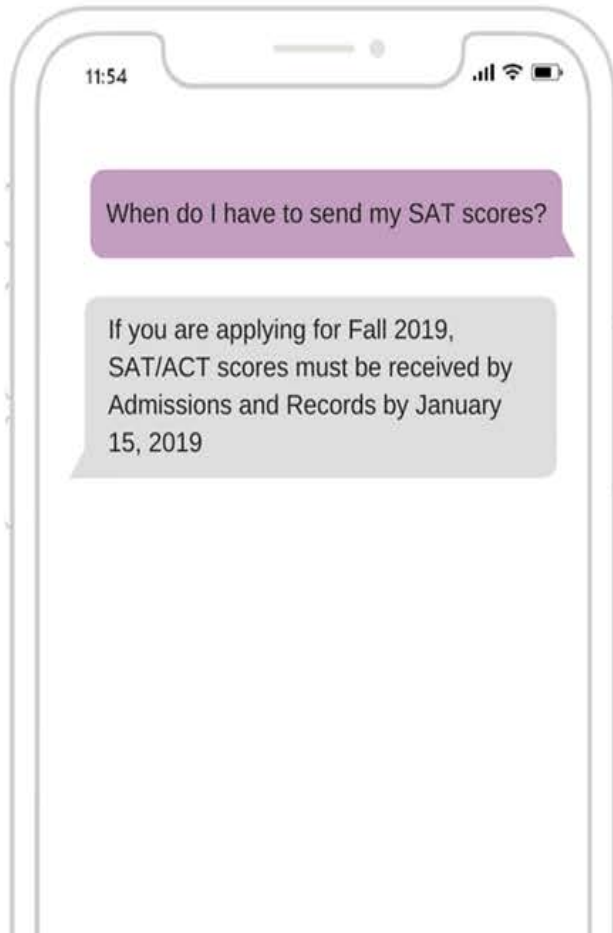 11:54
When do I have to send my SAT scores?
If you are applying for Fall 2019,
SAT/ACT scores must be received by
Admissions and Records by January
15, 2019